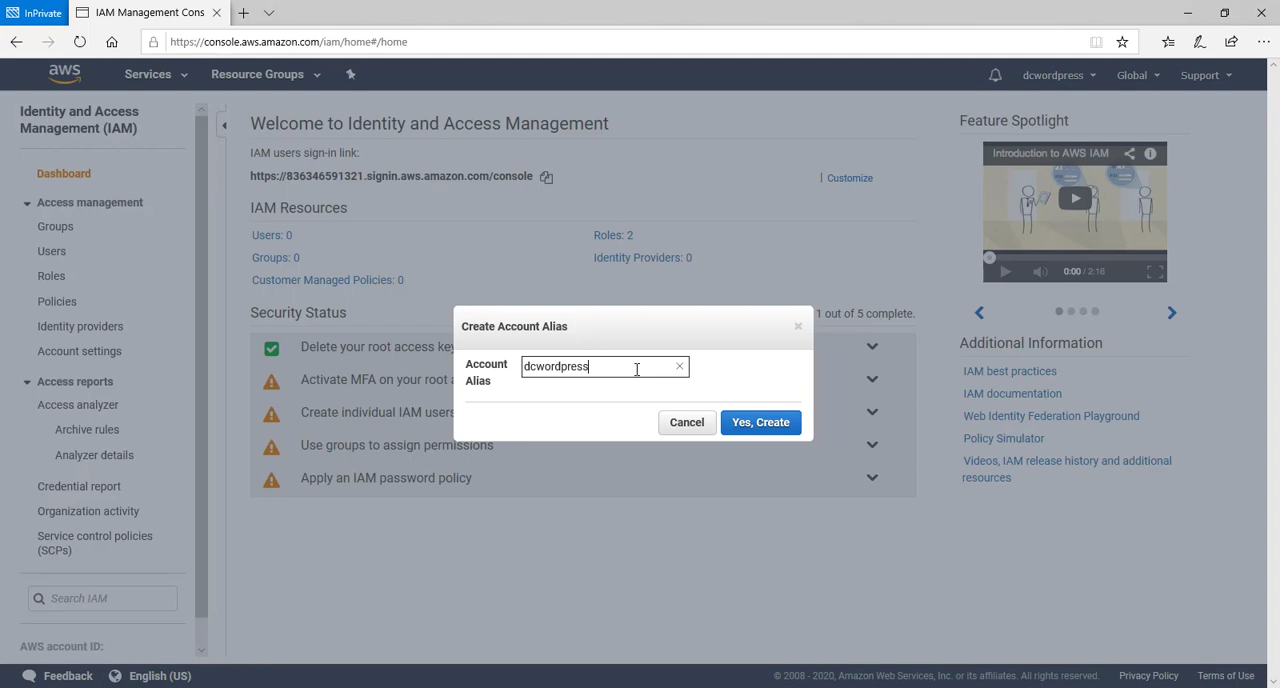 InPrivate
IAM Management Cons
https://console.aws.amazon.com/iam/home#/home
aws
Services
Resource Groups
dcwordpress
Global
Support
Identity and Access
Management (IAM)
Dashboard
Access management
Groups
Users
Roles
Policies
Identity providers
Account settings
Access reports
Access analyzer
Archive rules
Analyzer details
Credential report
Organization activity
Service control policies
(SCPs)
Search IAM
AWS account ID:
Welcome to Identity and Access Management
IAM users sign-in link:
https://836346591321.signin.aws.amazon.com/console
| Customize
IAM Resources
Users: 0
Roles: 2
Groups: 0
Identity Providers: 0
Customer Managed Policies: 0
Security Status
1 out of 5 complete.
Delete your root access key
Activate MFA on your root a
Create individual IAM users
Use groups to assign permissions
Apply an IAM password policy
Create Account Alias
Account
Alias
dcwordpress
Cancel
Yes, Create
Feature Spotlight
Introduction to AWS IAM
0:00 / 2:16
Additional Information
IAM best practices
IAM documentation
Web Identity Federation Playground
Policy Simulator
Videos, IAM release history and additional
resources
Feedback
English (US)
© 2008 - 2020, Amazon Web Services, Inc. or its affiliates. All rights reserved.
Privacy Policy
Terms of Use